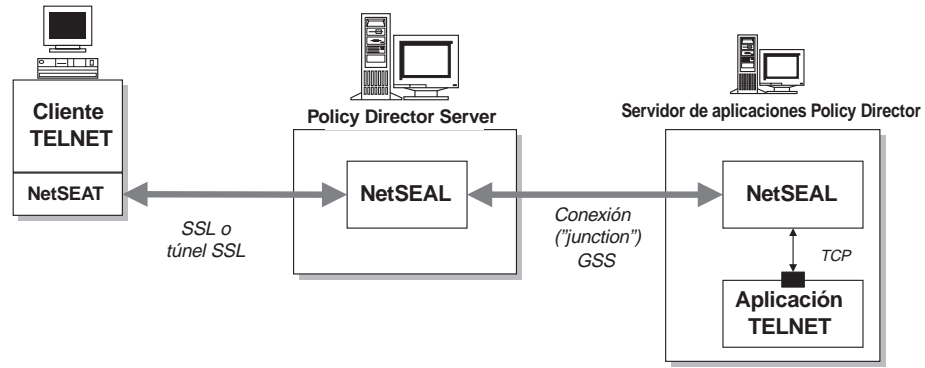 Cliente
TELNET
NetSEAT
SSL o
túnel SSL
Policy Director Server
NetSEAL
Conexión
("junction")
GSS
Servidor de aplicaciones Policy Director
NetSEAL
TCP
Aplicación
TELNET